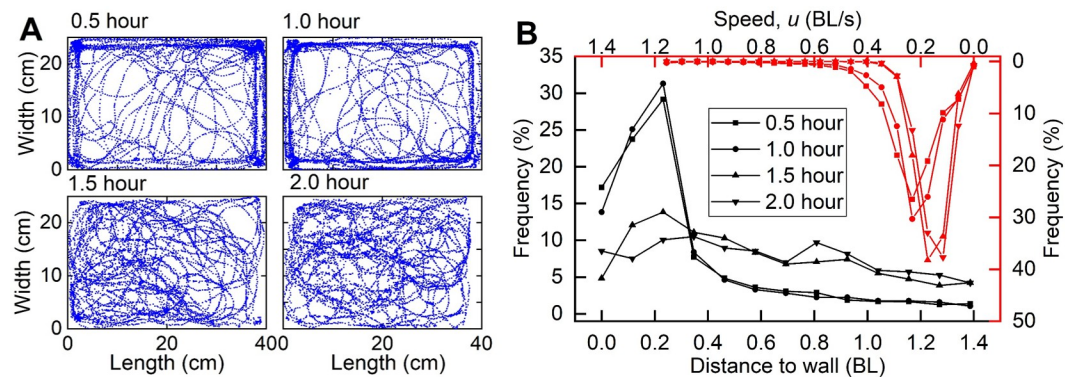 A
0.5 hour
1.0 hour
Width (cm)
20
10
0
1.5 hour
2.0 hour
Width (cm)
20
10
0
0 20 40 0 20 40
Length (cm) Length (cm)
B
Speed, u (BL/s)
1.4 1.2 1.0 0.8 0.6 0.4 0.2 0.0
Frequency (%)
35
30
25
20
15
10
5
0
0.5 hour
1.0 hour
1.5 hour
2.0 hour
0
10
20
30
40
50
Frequency (%)
0.0 0.2 0.4 0.6 0.8 1.0 1.2 1.4
Distance to wall (BL)